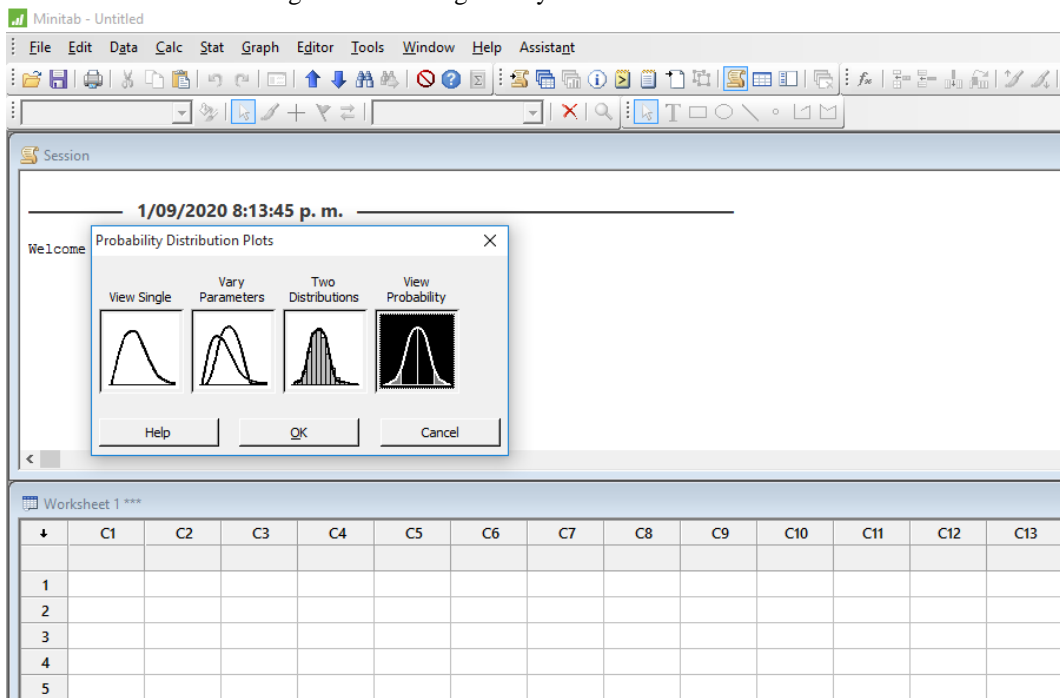 Minitab - Untitled
File Edit Data Calc Stat Graph Editor Tools Window Help Assistant
Session
1/09/2020 8:13:45 p. m.
Welcome
Probability Distribution Plots
View Single
Vary Parameters
Two Distributions
View Probability
Help OK Cancel
Worksheet 1 ***
C1 C2 C3 C4 C5 C6 C7 C8 C9 C10 C11 C12 C13
1
2
3
4
5